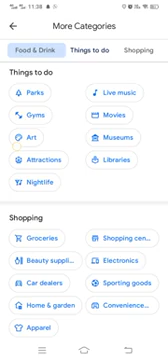 11:38
More Categories
Food & Drink Things to do Shopping
Things to do
Parks Live music
Gyms Movies
Art Museums
Attractions Libraries
Nightlife
Shopping
Groceries Shopping cen...
Beauty suppli... Electronics
Car dealers Sporting goods
Home & garden Convenience...
Apparel